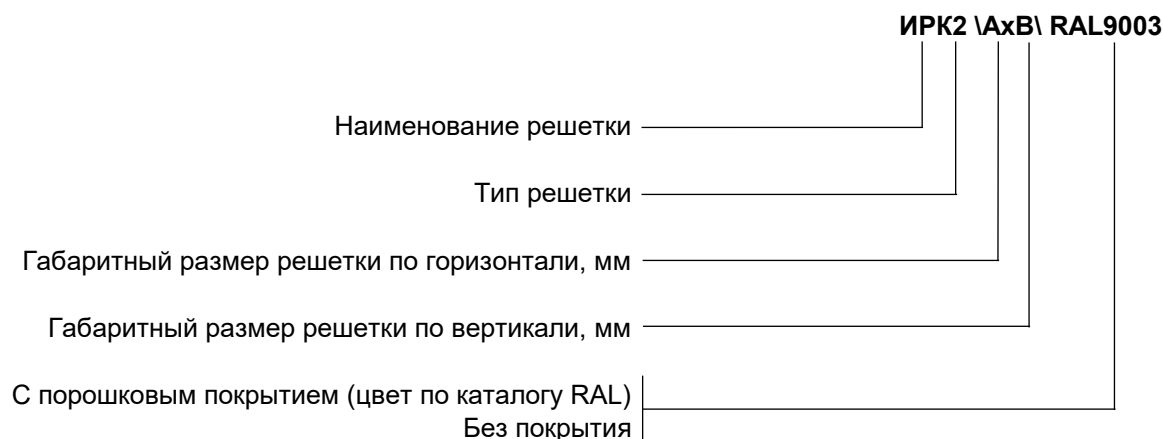 ИРК2 \АхВ\ RAL9003
Наименование решетки
Тип решетки
Габаритный размер решетки по горизонтали, мм
Габаритный размер решетки по вертикали, мм
С порошковым покрытием (цвет по каталогу RAL)
Без покрытия